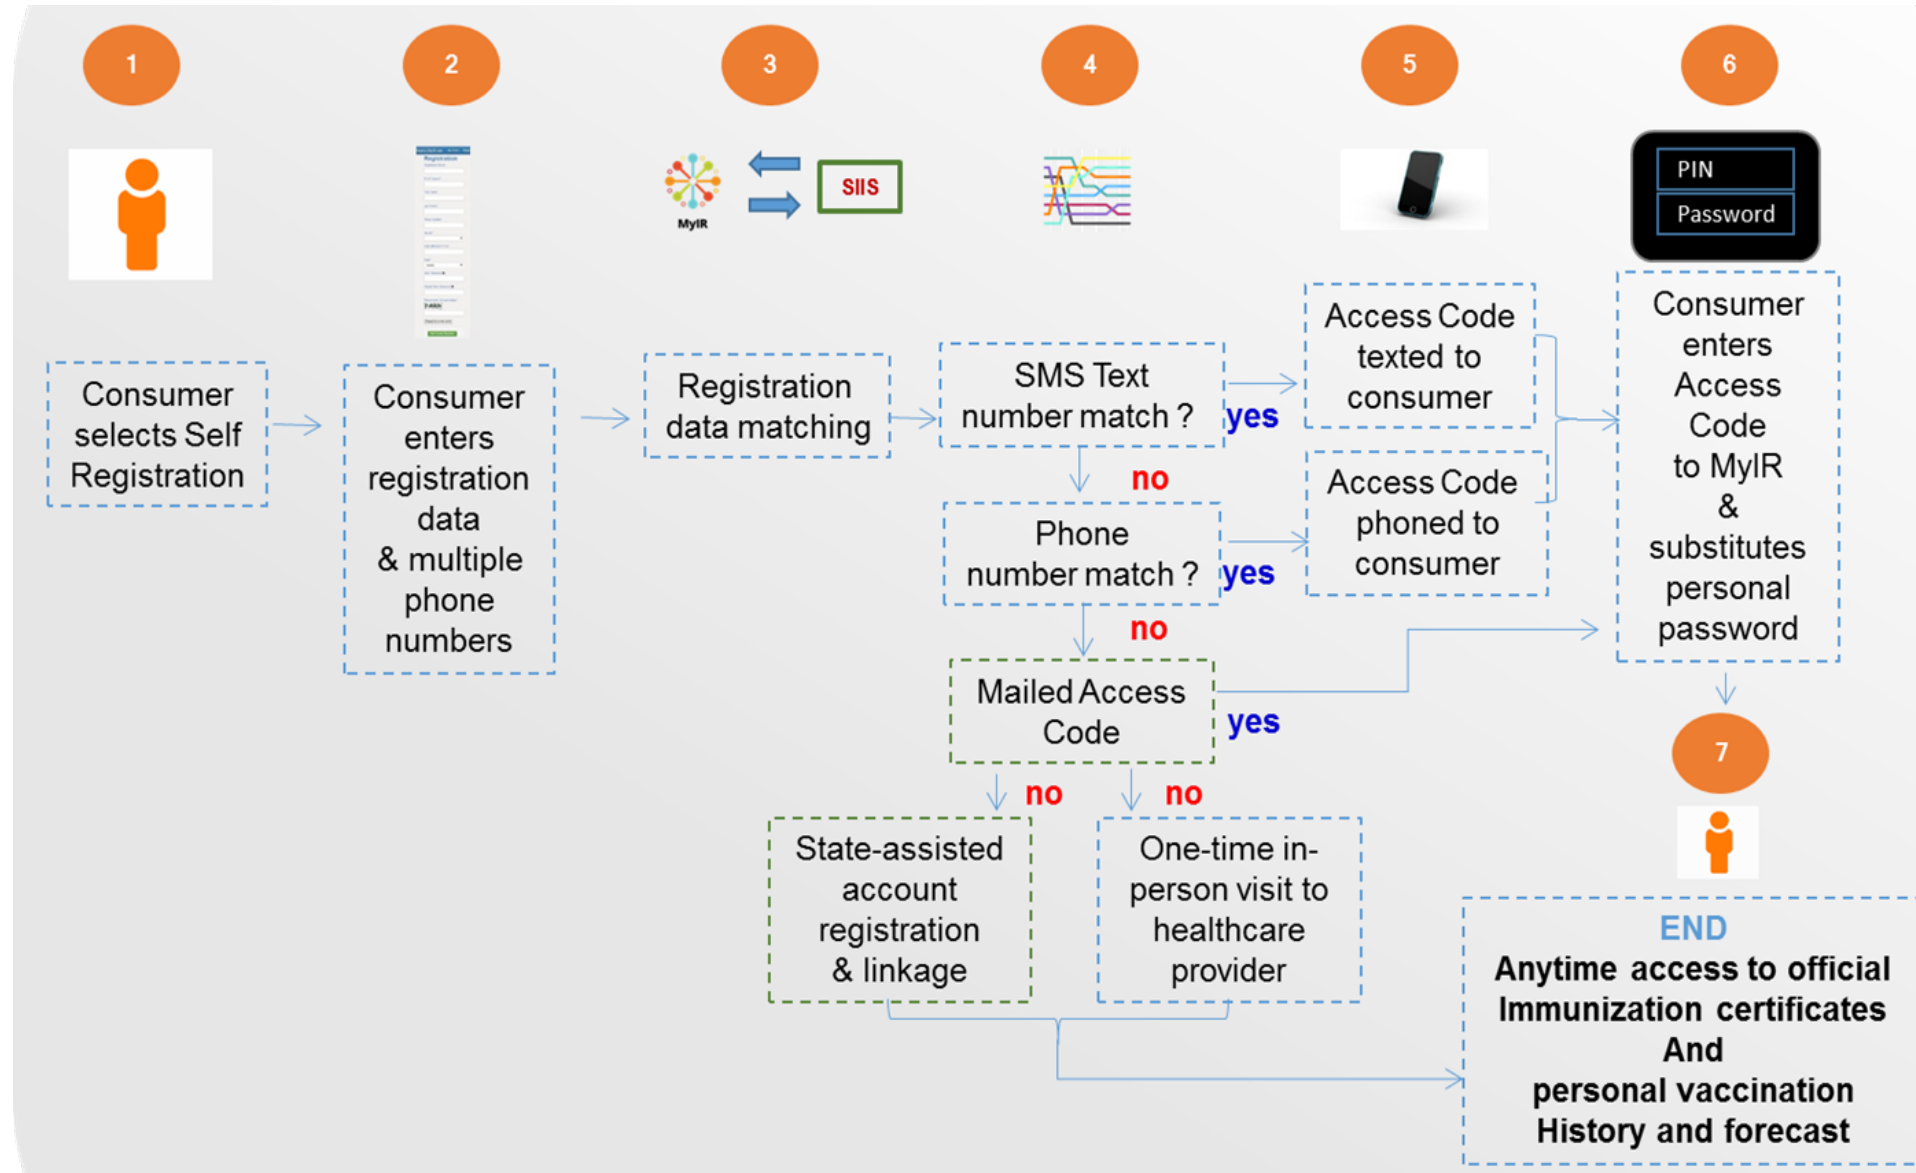 1
2
3
4
5
6
Registration
MyIR
SIIS
PIN
Password
Consumer
selects Self
Registration
Consumer
enters
registration
data
& multiple
phone
numbers
Registration
data matching
SMS Text
number match ?
yes
no
Phone
number match ?
yes
no
Mailed Access
Code
yes
no
no
State-assisted
account
registration
& linkage
One-time in-
person visit to
healthcare
provider
Access Code
texted to
consumer
Access Code
phoned to
consumer
Consumer
enters
Access
Code
to MyIR
&
substitutes
personal
password
7
END
Anytime access to official
Immunization certificates
And
personal vaccination
History and forecast